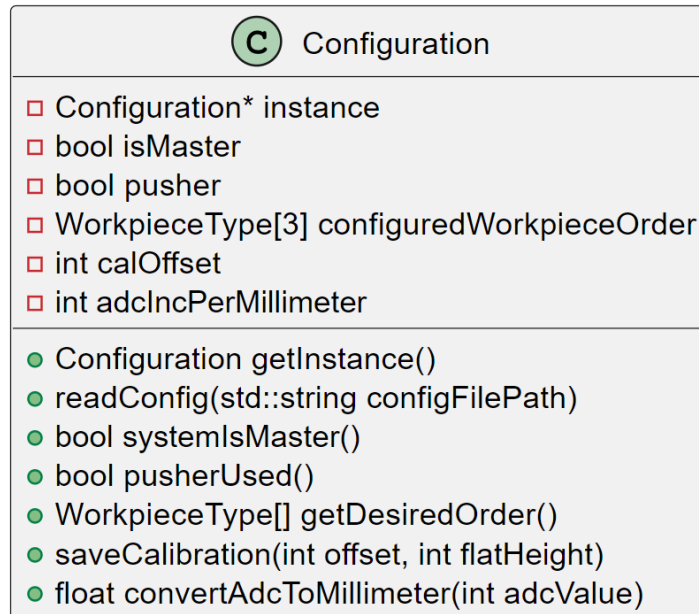 C Configuration
Configuration* instance
bool isMaster
bool pusher
WorkpieceType[3] configuredWorkpieceOrder
int calOffset
int adcIncPerMillimeter
Configuration getInstance()
readConfig(std::string configFilePath)
bool systemIsMaster()
bool pusherUsed()
WorkpieceType[] getDesiredOrder()
saveCalibration(int offset, int flatHeight)
float convertAdcToMillimeter(int adcValue)